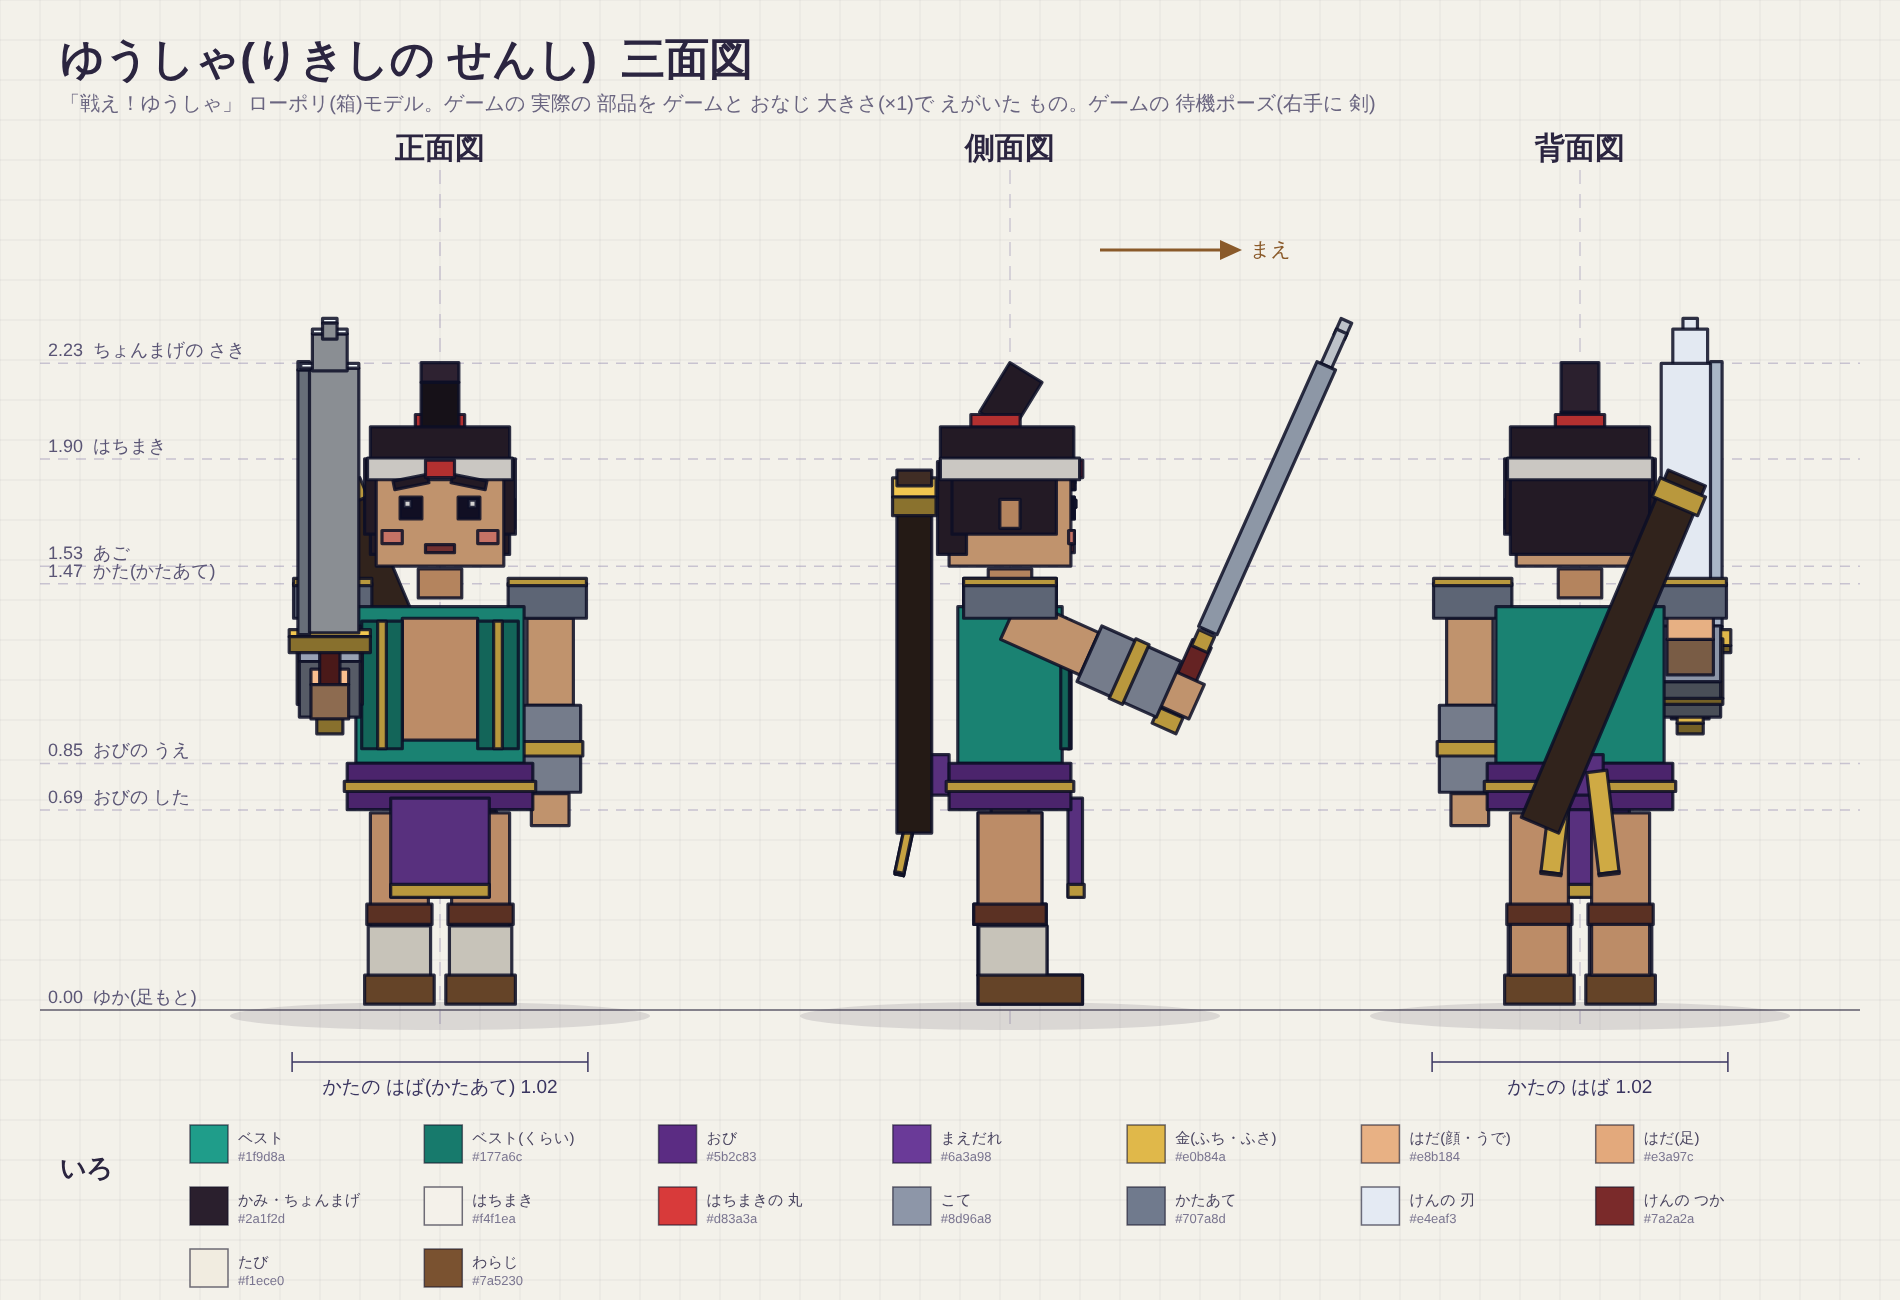 ゆうしゃ(りきしの せんし) 三面図
「戦え！ゆうしゃ」 ローポリ(箱)モデル。ゲームの 実際の 部品を ゲームと おなじ 大きさ(×1)で えがいた もの。ゲームの 待機ポーズ(右手に 剣)
正面図
側面図
背面図
まえ
2.23 ちょんまげの さき
1.90 はちまき
1.53 あご
1.47 かた(かたあて)
0.85 おびの うえ
0.69 おびの した
0.00 ゆか(足もと)
かたの はば(かたあて) 1.02
かたの はば 1.02
いろ
ベスト
#1f9d8a
ベスト(くらい)
#177a6c
おび
#5b2c83
まえだれ
#6a3a98
金(ふち・ふさ)
#e0b84a
はだ(顔・うで)
#e8b184
はだ(足)
#e3a97c
かみ・ちょんまげ
#2a1f2d
はちまき
#f4f1ea
はちまきの 丸
#d83a3a
こて
#8d96a8
かたあて
#707a8d
けんの 刃
#e4eaf3
けんの つか
#7a2a2a
たび
#f1ece0
わらじ
#7a5230